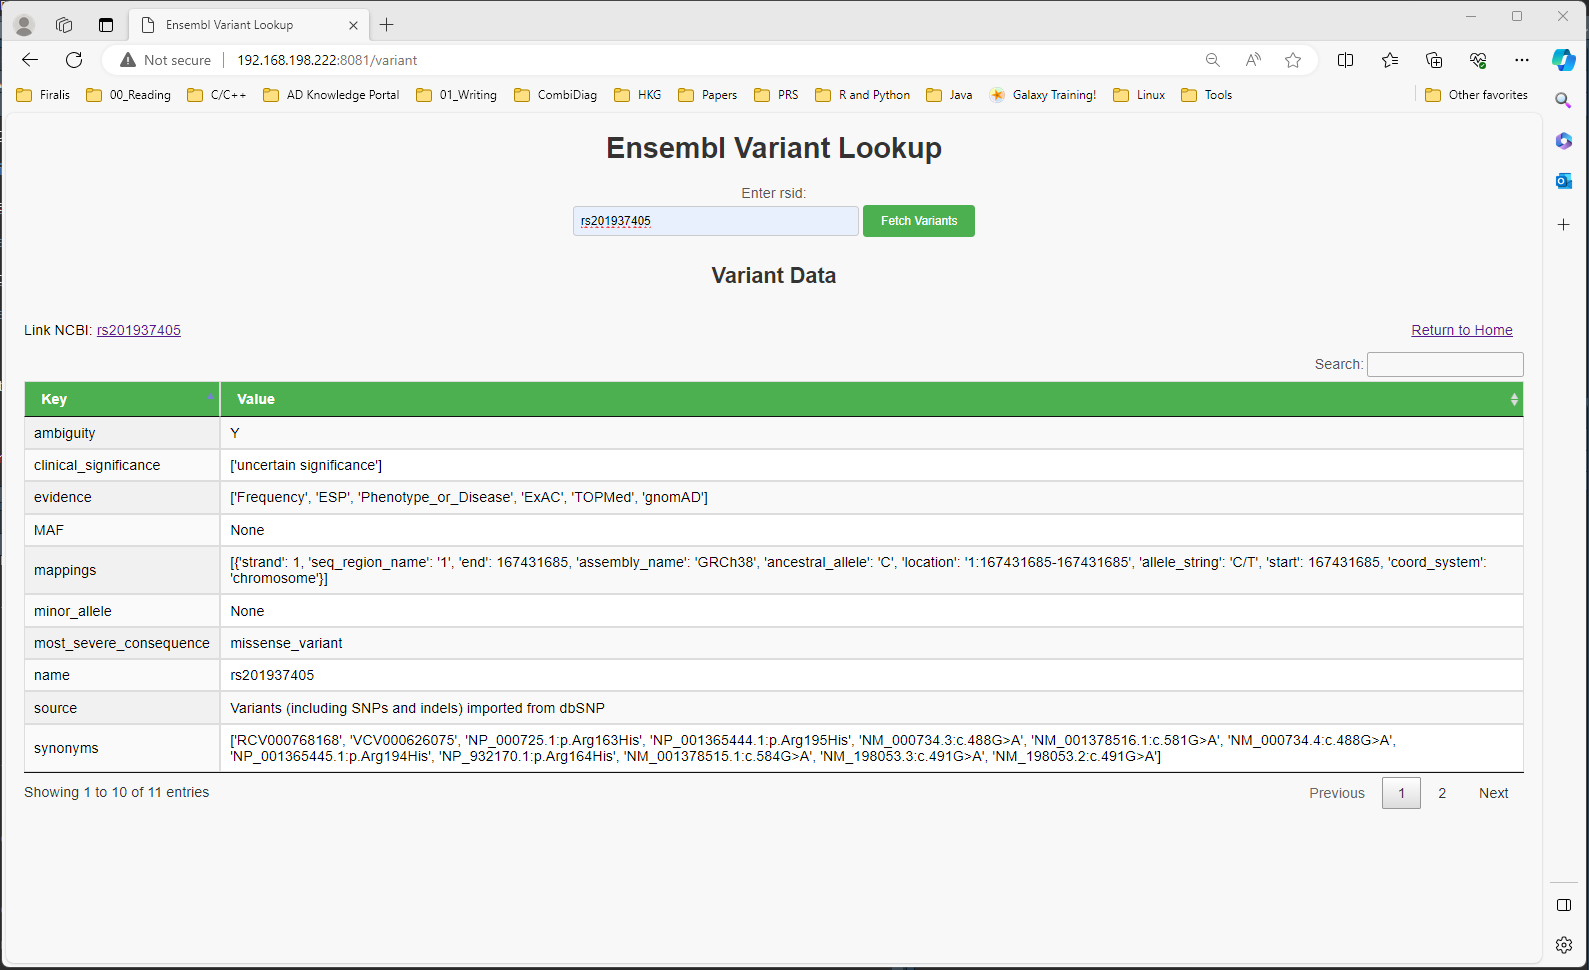 Ensembl Variant Lookup
Not secure 192.168.198.222:8081/variant
Firalis 00_Reading C/C++ AD Knowledge Portal 01_Writing CombiDiag HKG Papers PRS R and Python Java Galaxy Training! Linux Tools Other favorites
Ensembl Variant Lookup
Enter rsid:
rs201937405 Fetch Variants
Variant Data
Link NCBI: rs201937405 Return to Home
Search:
Key Value
ambiguity Y
clinical_significance ['uncertain significance']
evidence ['Frequency', 'ESP', 'Phenotype_or_Disease', 'ExAC', 'TOPMed', 'gnomAD']
MAF None
mappings [{'strand': 1, 'seq_region_name': '1', 'end': 167431685, 'assembly_name': 'GRCh38', 'ancestral_allele': 'C', 'location': '1:167431685-167431685', 'allele_string': 'C/T', 'start': 167431685, 'coord_system':
'chromosome'}]
minor_allele None
most_severe_consequence missense_variant
name rs201937405
source Variants (including SNPs and indels) imported from dbSNP
synonyms ['RCV000768168', 'VCV000626075', 'NP_000725.1:p.Arg163His', 'NP_001365444.1:p.Arg195His', 'NM_000734.3:c.488G>A', 'NM_001378516.1:c.581G>A', 'NM_000734.4:c.488G>A',
'NP_001365445.1:p.Arg194His', 'NP_932170.1:p.Arg164His', 'NM_001378515.1:c.584G>A', 'NM_198053.3:c.491G>A', 'NM_198053.2:c.491G>A']
Showing 1 to 10 of 11 entries Previous 1 2 Next